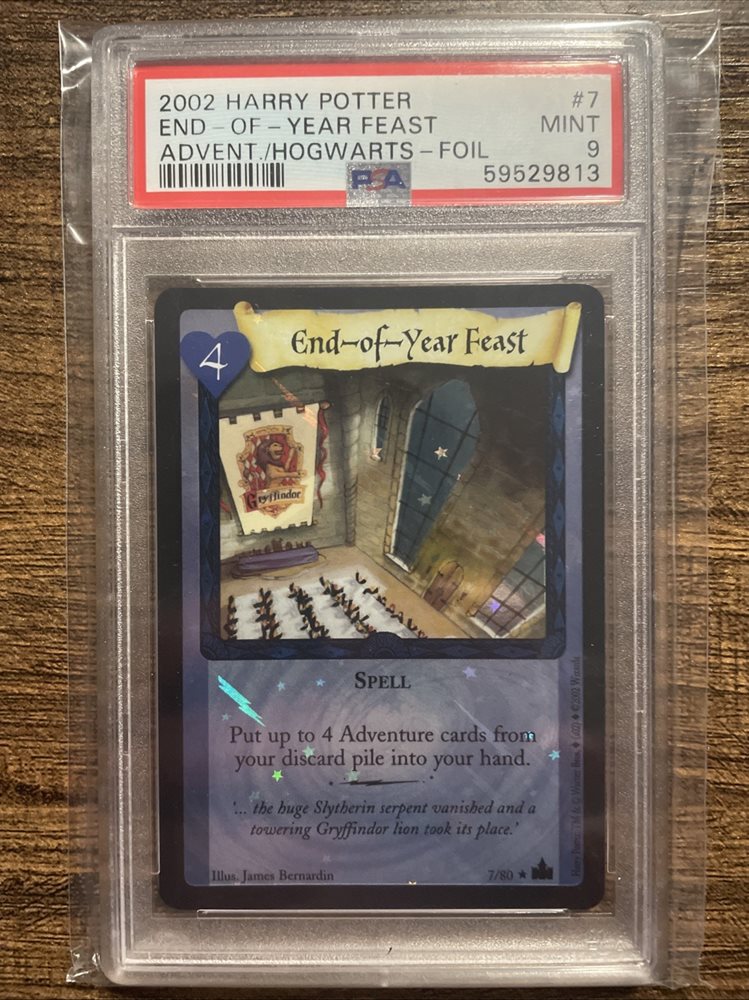 2002 HARRY POTTER #7
END-OF-YEAR FEAST MINT
ADVENT./HOGWARTS-FOIL 9
PSA 59529813
End-of-Year Feast
4
Gryffindor
SPELL
Put up to 4 Adventure cards from
your discard pile into your hand.
'... the huge Slytherin serpent vanished and a
towering Gryffindor lion took its place.'
Illus. James Bernardin 7/80